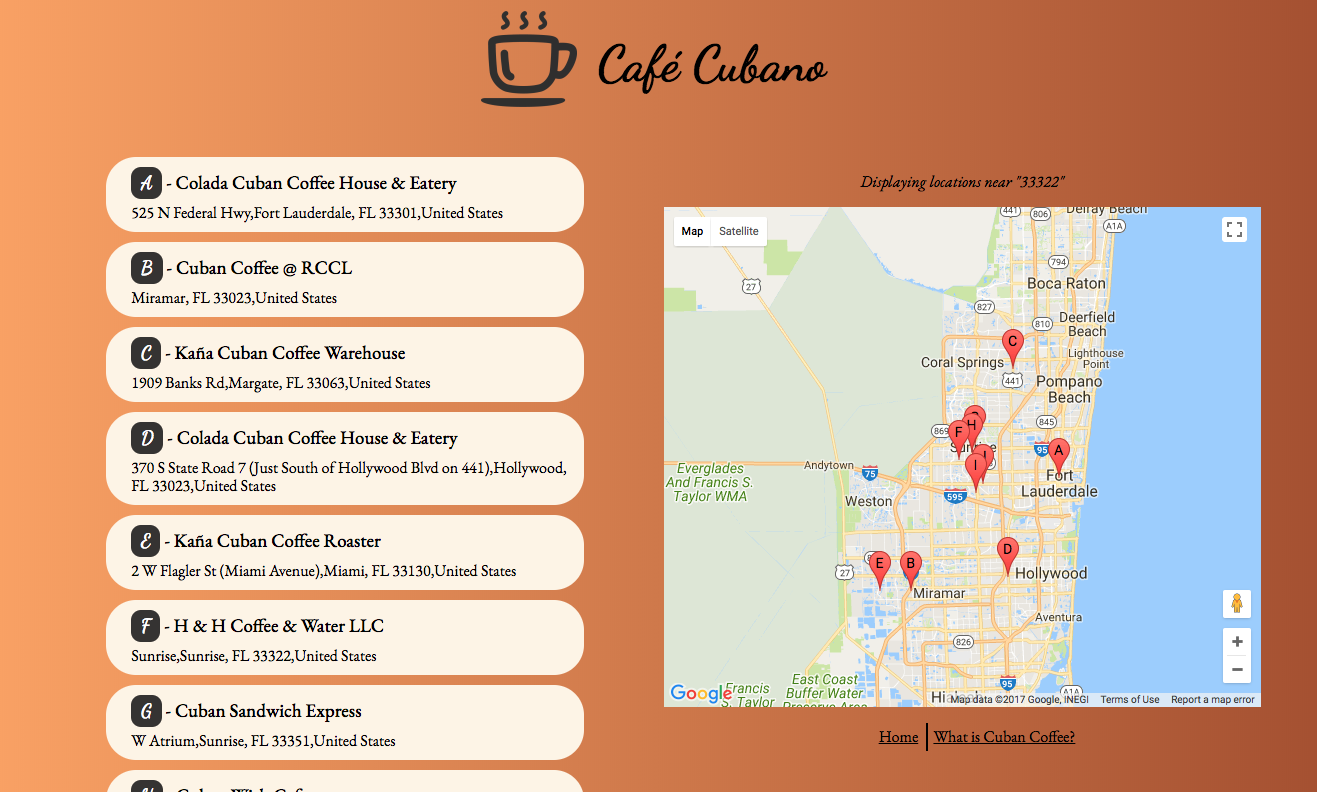 Café Cubano
A - Colada Cuban Coffee House & Eatery
525 N Federal Hwy,Fort Lauderdale, FL 33301,United States
B - Cuban Coffee @ RCCL
Miramar, FL 33023,United States
C - Kaña Cuban Coffee Warehouse
1909 Banks Rd,Margate, FL 33063,United States
D - Colada Cuban Coffee House & Eatery
370 S State Road 7 (Just South of Hollywood Blvd on 441),Hollywood,
FL 33023,United States
E - Kaña Cuban Coffee Roaster
2 W Flagler St (Miami Avenue),Miami, FL 33130,United States
F - H & H Coffee & Water LLC
Sunrise,Sunrise, FL 33322,United States
G - Cuban Sandwich Express
W Atrium,Sunrise, FL 33351,United States
Displaying locations near "33322"
Map
Satellite
441
806
Delray Beach
A1A
27
794
Boca Raton
827
810
Deerfield
Beach
C
Coral Springs
Lighthouse
Point
441
Pompano
Beach
869
F
H
845
Sunrise
95
A
I
Andytown
75
Everglades
And Francis S.
Taylor WMA
595
Fort
Lauderdale
Weston
E
B
D
27
Hollywood
Miramar
Aventura
826
East Coast
Buffer Water
Preserve Area
95
A1A
Google
Francis
S. Taylor
Map data ©2017 Google, INEGI
Terms of Use
Report a map error
Home
What is Cuban Coffee?